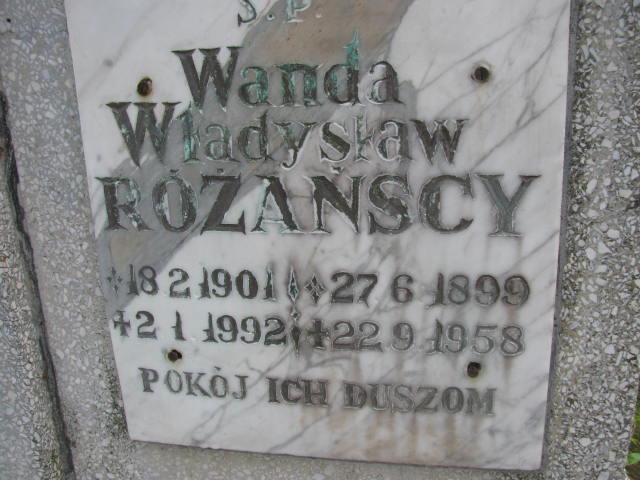 Ś.P.
Wanda
Władysław
RÓŻAŃSCY
*18 2 1901 *27 6 1899
+2 1 1992 +22 9 1958
POKÓJ ICH DUSZOM